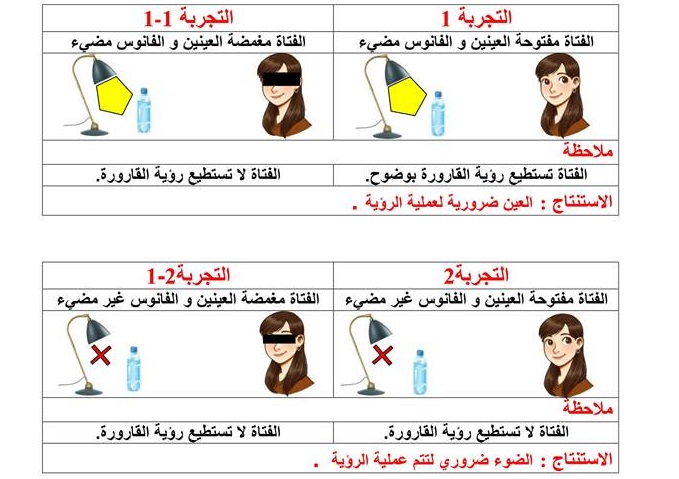 التجربة 1
التجربة 1-1
الفتاة مفتوحة العينين و الفانوس مضيء
الفتاة مغمضة العينين و الفانوس مضيء
ملاحظة
الفتاة تستطيع رؤية القارورة بوضوح.
الفتاة لا تستطيع رؤية القارورة.
الاستنتاج : العين ضرورية لعملية الرؤية .
التجربة2
التجربة2-1
الفتاة مفتوحة العينين و الفانوس غير مضيء
الفتاة مغمضة العينين و الفانوس غير مضيء
ملاحظة
الفتاة لا تستطيع رؤية القارورة.
الفتاة لا تستطيع رؤية القارورة.
الاستنتاج : الضوء ضروري لتتم عملية الرؤية .